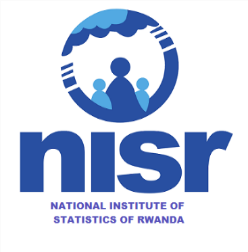 nisr
NATIONAL INSTITUTE OF
STATISTICS OF RWANDA